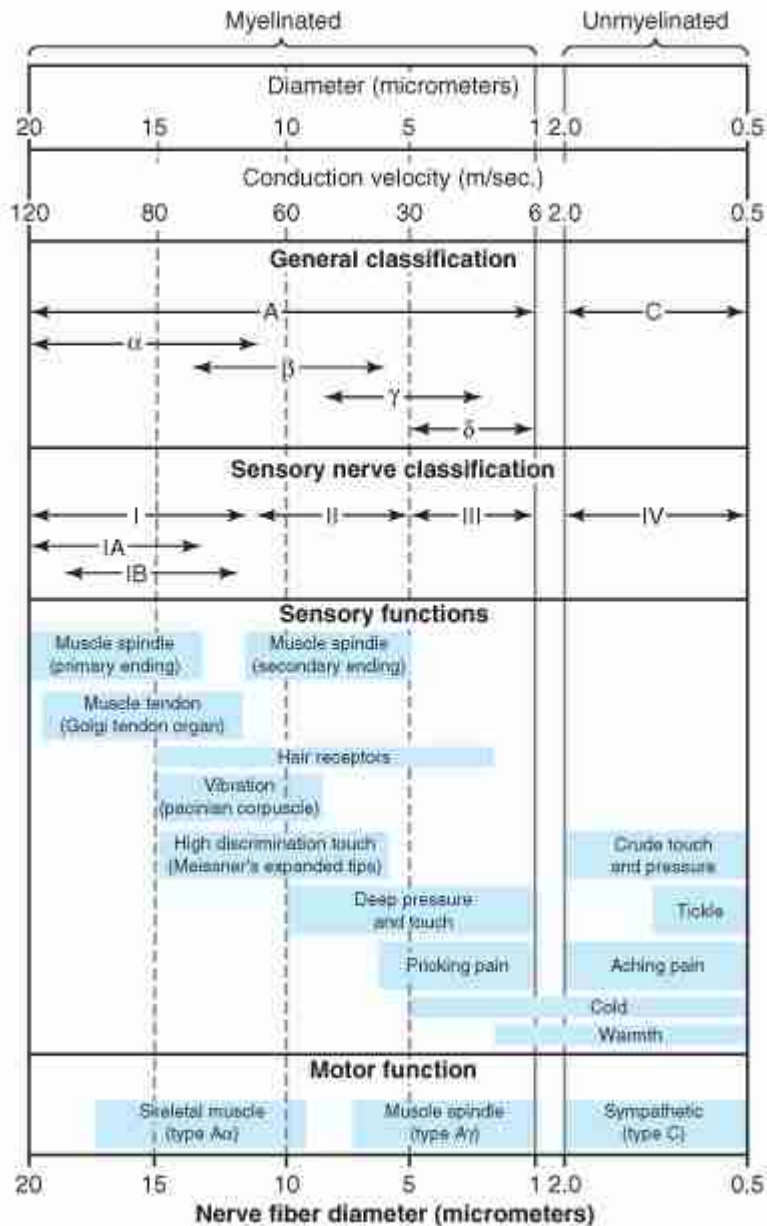 Myelinated Unmyelinated
Diameter (micrometers)
20 15 10 5 1 2.0 0.5
Conduction velocity (m/sec.)
120 80 60 30 6 2.0 0.5
General classification
A C
α
β
γ
δ
Sensory nerve classification
I II III IV
IA
IB
Sensory functions
Muscle spindle Muscle spindle
(primary ending) (secondary ending)
Muscle tendon
(Golgi tendon organ)
Hair receptors
Vibration
(pacinian corpuscle)
High discrimination touch Crude touch
(Meissner's expanded tips) and pressure
Deep pressure Tickle
and touch
Pricking pain Aching pain
Cold
Warmth
Motor function
Skeletal muscle Muscle spindle Sympathetic
(type Aα) (type Aγ) (type C)
20 15 10 5 1 2.0 0.5
Nerve fiber diameter (micrometers)